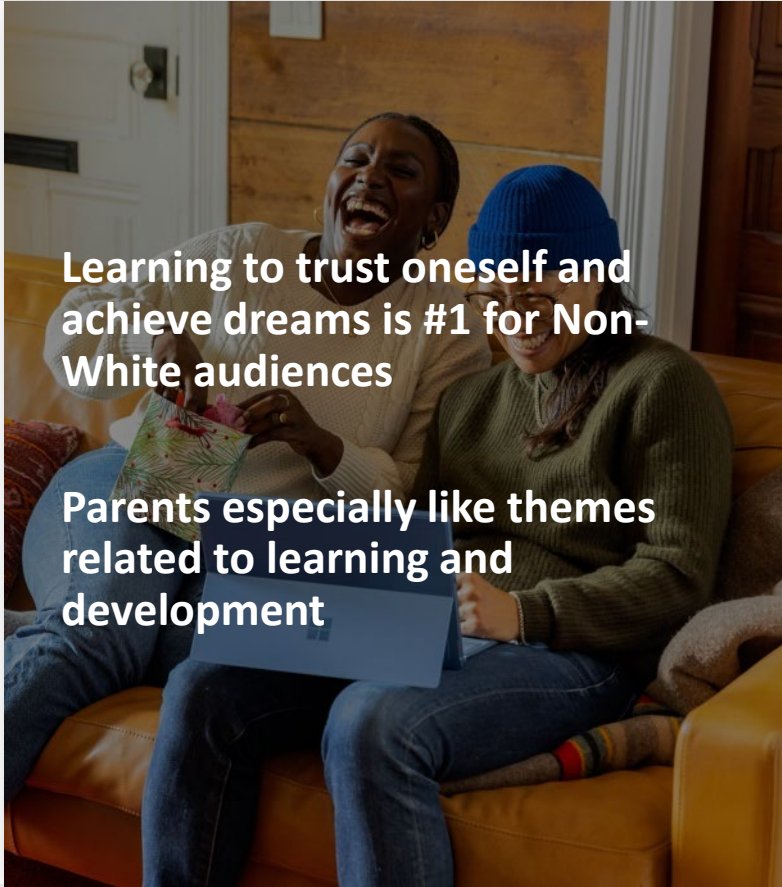 Learning to trust oneself and
achieve dreams is #1 for Non-
White audiences
Parents especially like themes
related to learning and
development